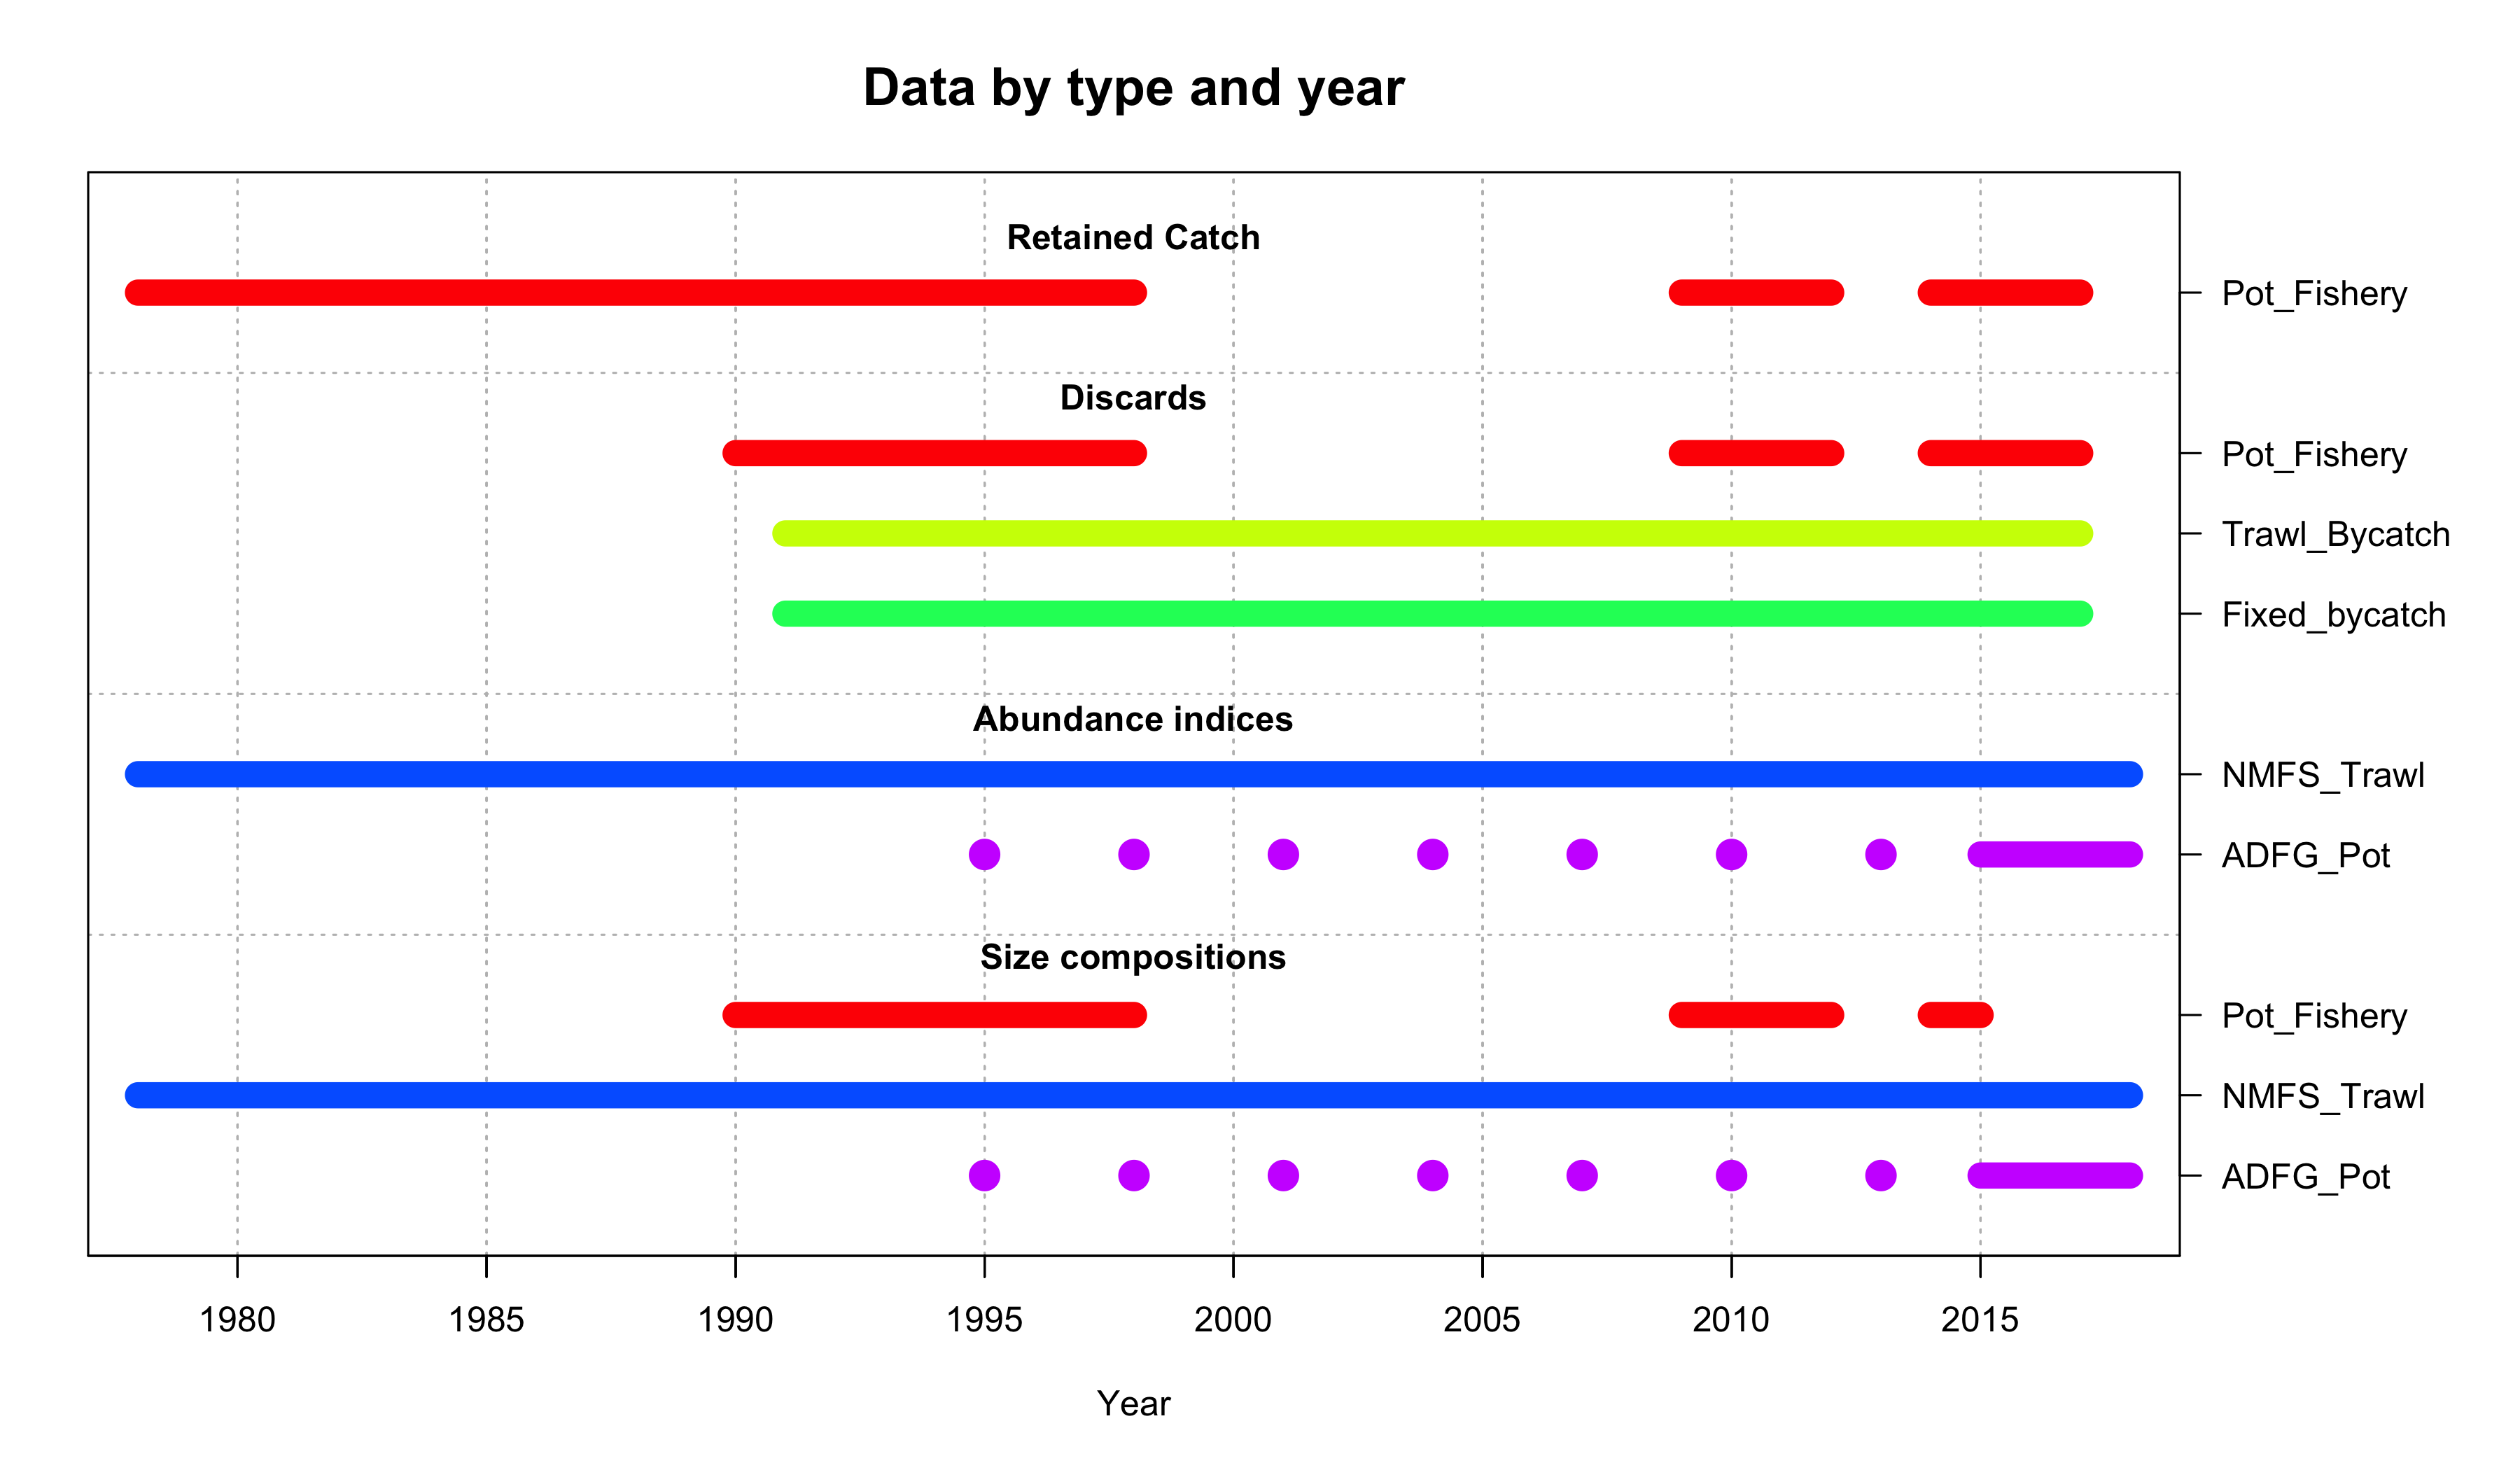 Data by type and year
Retained Catch
Pot_Fishery
Discards
Pot_Fishery
Trawl_Bycatch
Fixed_bycatch
Abundance indices
NMFS_Trawl
ADFG_Pot
Size compositions
Pot_Fishery
NMFS_Trawl
ADFG_Pot
1980 1985 1990 1995 2000 2005 2010 2015
Year